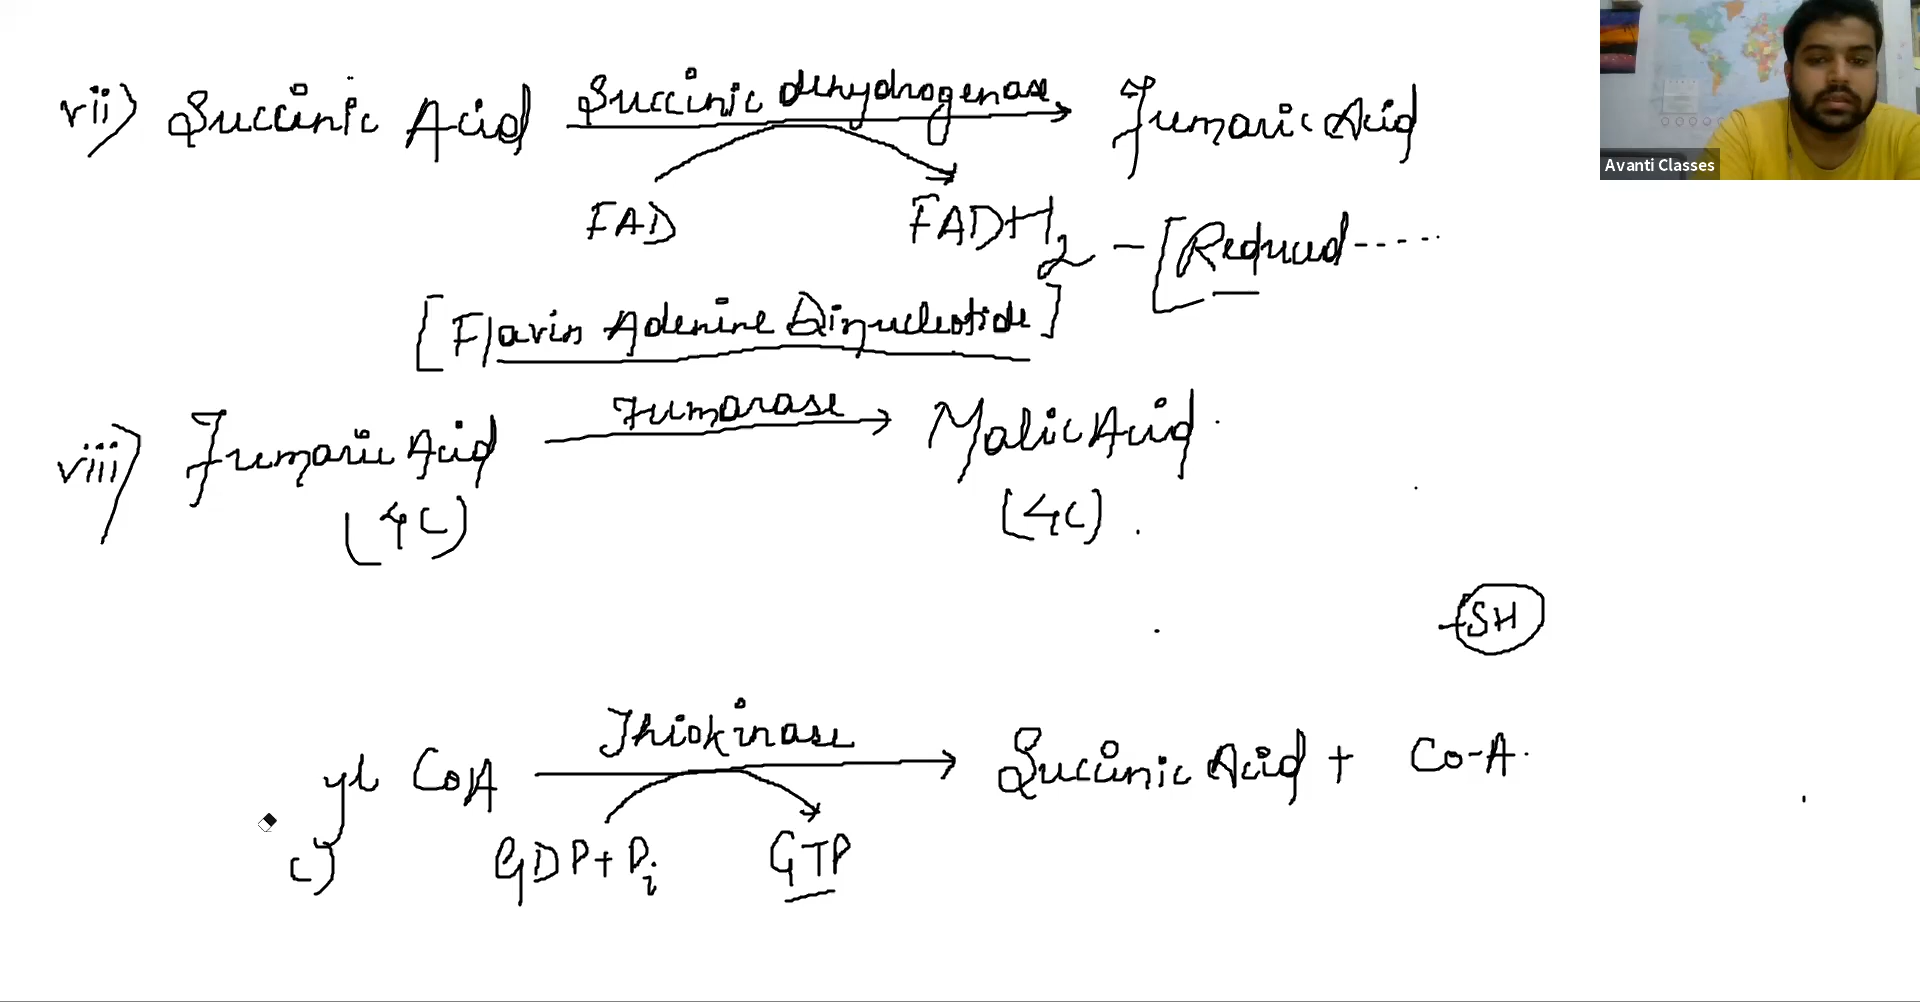 vii) Succinic Acid Succinic dehydrogenase Fumaric Acid
Avanti Classes
FAD FADH2 - [Reduced-----
[Flavin Adenine Dinucleotide]
viii) Fumaric Acid Fumarase Malic Acid.
(4C) (4C).
-SH
yl CoA Thiokinase Succinic Acid + Co-A.
C) GDP+Pi GTP